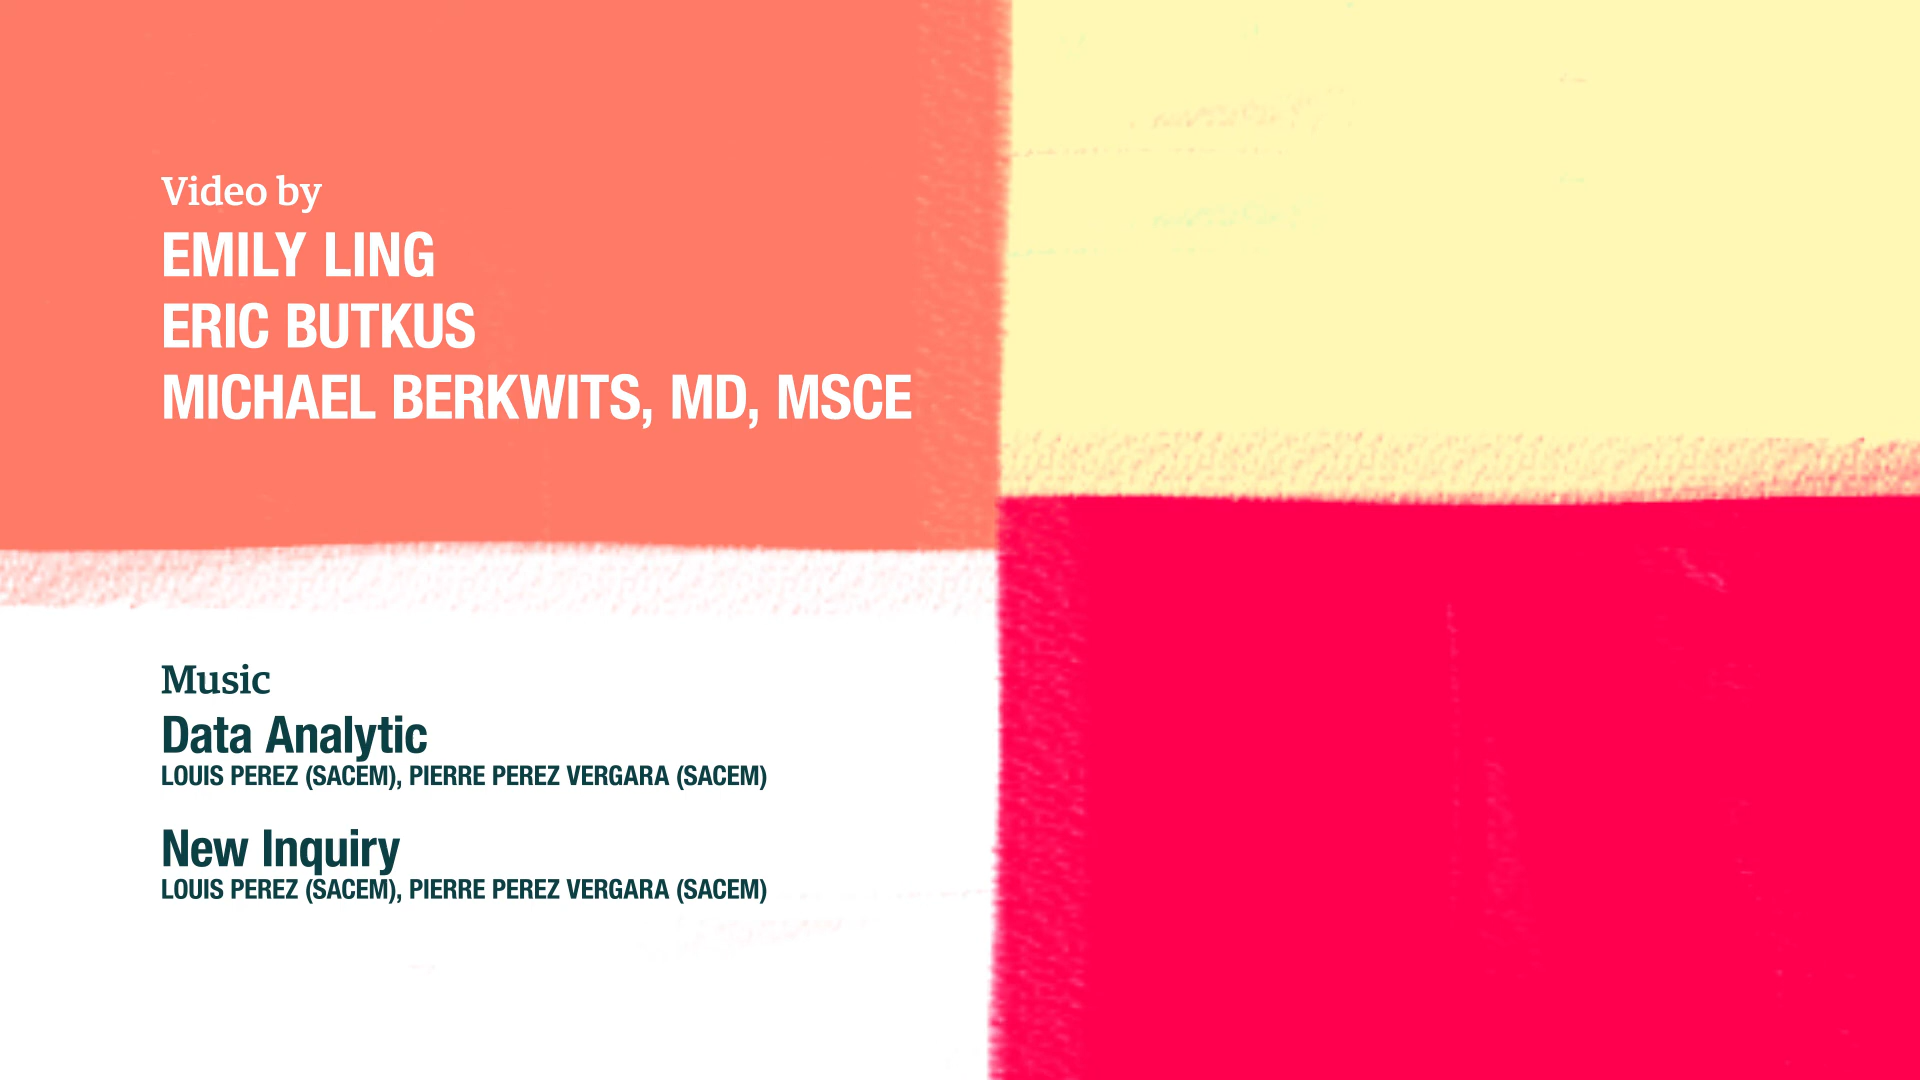 Video by
EMILY LING
ERIC BUTKUS
MICHAEL BERKWITS, MD, MSCE
Music
Data Analytic
LOUIS PEREZ (SACEM), PIERRE PEREZ VERGARA (SACEM)
New Inquiry
LOUIS PEREZ (SACEM), PIERRE PEREZ VERGARA (SACEM)